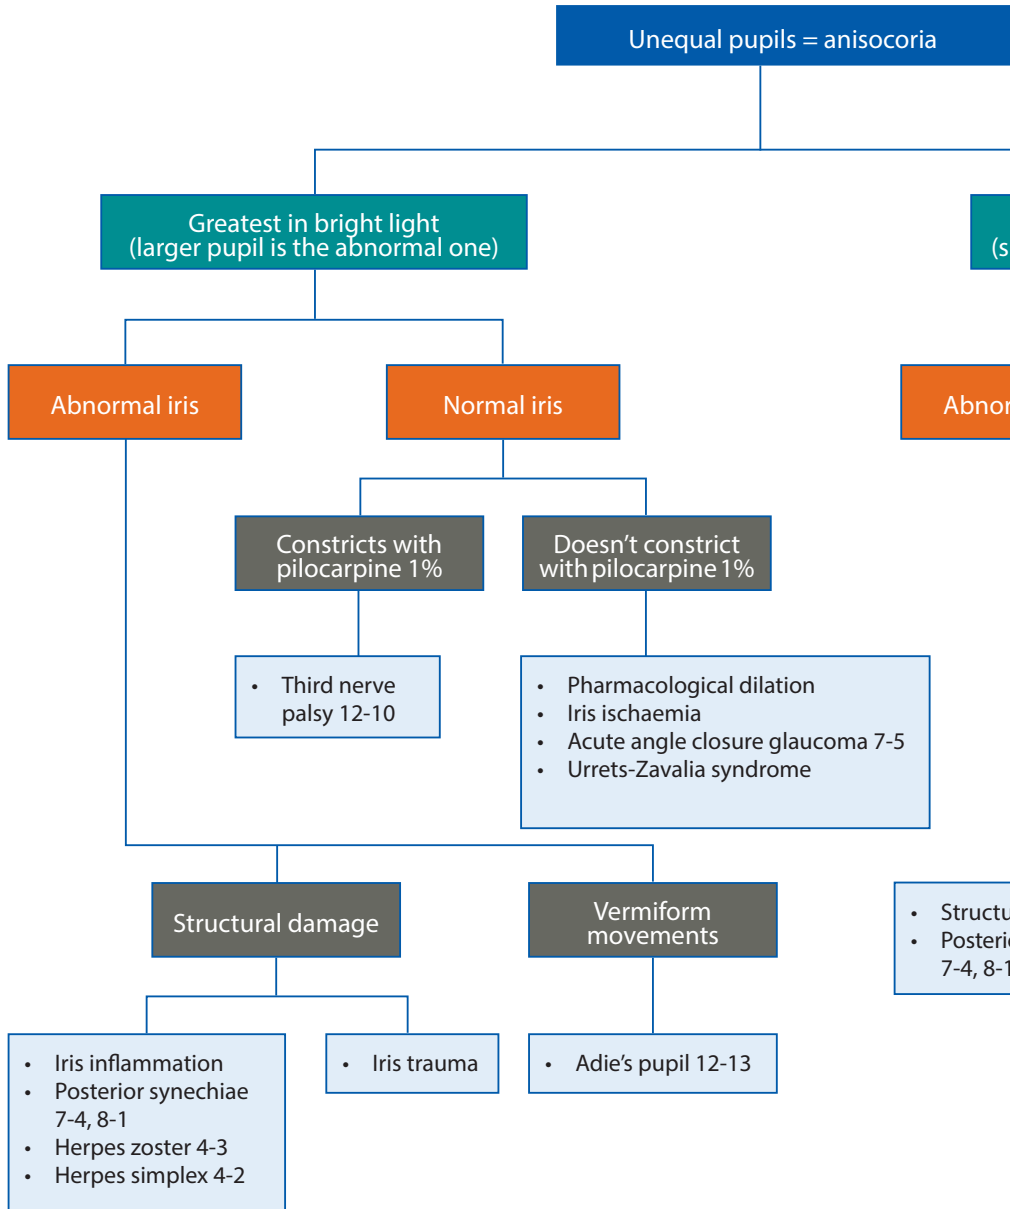 Unequal pupils = anisocoria
Greatest in bright light
(larger pupil is the abnormal one)
Abnormal iris
Normal iris
Constricts with
pilocarpine 1%
Doesn't constrict
with pilocarpine 1%
• Third nerve
palsy 12-10
• Pharmacological dilation
• Iris ischaemia
• Acute angle closure glaucoma 7-5
• Urrets-Zavalia syndrome
Structural damage
Vermiform
movements
• Iris inflammation
• Posterior synechiae
7-4, 8-1
• Herpes zoster 4-3
• Herpes simplex 4-2
• Iris trauma
• Adie's pupil 12-13
•
•
7-4,